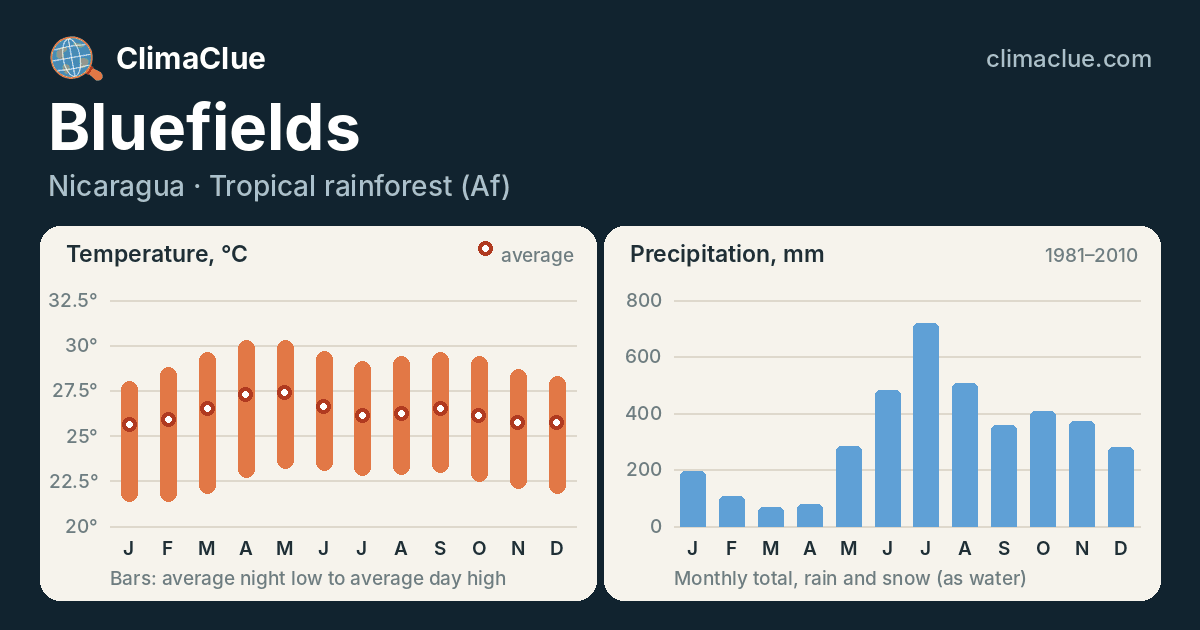 ClimaClue
climaclue.com
Bluefields
Nicaragua · Tropical rainforest (Af)
Temperature, °C
average
32.5°
30°
27.5°
25°
22.5°
20°
J F M A M J J A S O N D
Bars: average night low to average day high
Precipitation, mm
1981–2010
800
600
400
200
0
J F M A M J J A S O N D
Monthly total, rain and snow (as water)